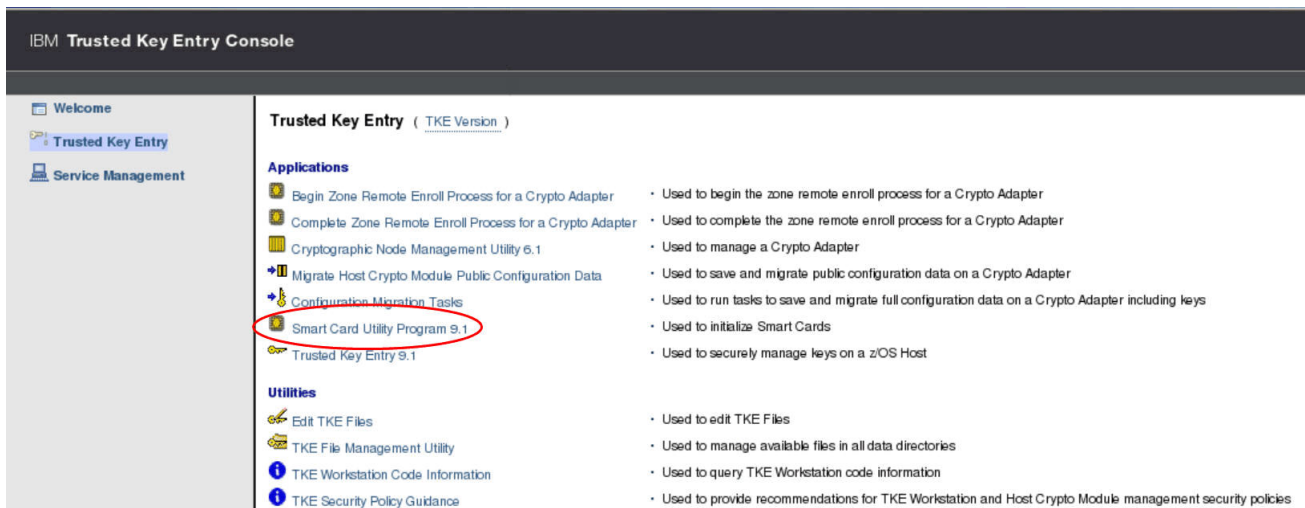 IBM Trusted Key Entry Console
Welcome
Trusted Key Entry
Service Management
Trusted Key Entry ( TKE Version )
Applications
Begin Zone Remote Enroll Process for a Crypto Adapter · Used to begin the zone remote enroll process for a Crypto Adapter
Complete Zone Remote Enroll Process for a Crypto Adapter · Used to complete the zone remote enroll process for a Crypto Adapter
Cryptographic Node Management Utility 6.1 · Used to manage a Crypto Adapter
Migrate Host Crypto Module Public Configuration Data · Used to save and migrate public configuration data on a Crypto Adapter
Configuration Migration Tasks · Used to run tasks to save and migrate full configuration data on a Crypto Adapter including keys
Smart Card Utility Program 9.1 · Used to initialize Smart Cards
Trusted Key Entry 9.1 · Used to securely manage keys on a z/OS Host
Utilities
Edit TKE Files · Used to edit TKE Files
TKE File Management Utility · Used to manage available files in all data directories
TKE Workstation Code Information · Used to query TKE Workstation code information
TKE Security Policy Guidance · Used to provide recommendations for TKE Workstation and Host Crypto Module management security policies